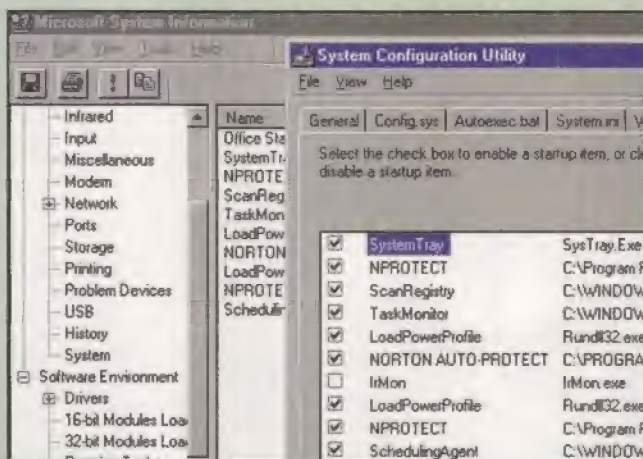 Microsoft System Information
File Edit View Tools Help
Infrared
Input
Miscellaneous
Modem
Network
Ports
Storage
Printing
Problem Devices
USB
History
System
Software Environment
Drivers
16-bit Modules Loa
32-bit Modules Loa
Name
Office Sta
SystemTr
NPROTE
ScanReg
TaskMon
LoadPow
NORTON
LoadPow
NPROTE
Schedulin
System Configuration Utility
File View Help
General Config.sys Autoexec.bat System.ini
Select the check box to enable a startup item, or cle
disable a startup item
SystemTray SysTray.Exe
NPROTECT C:\Program F
ScanRegistry C:\WINDOW
TaskMonitor C:\WINDOW
LoadPowerProfile Rundll32.exe
NORTON AUTO-PROTECT C:\PROGRA
IrMon IrMon.exe
LoadPowerProfile Rundll32.exe
NPROTECT C:\Program F
SchedulingAgent C:\WINDOW